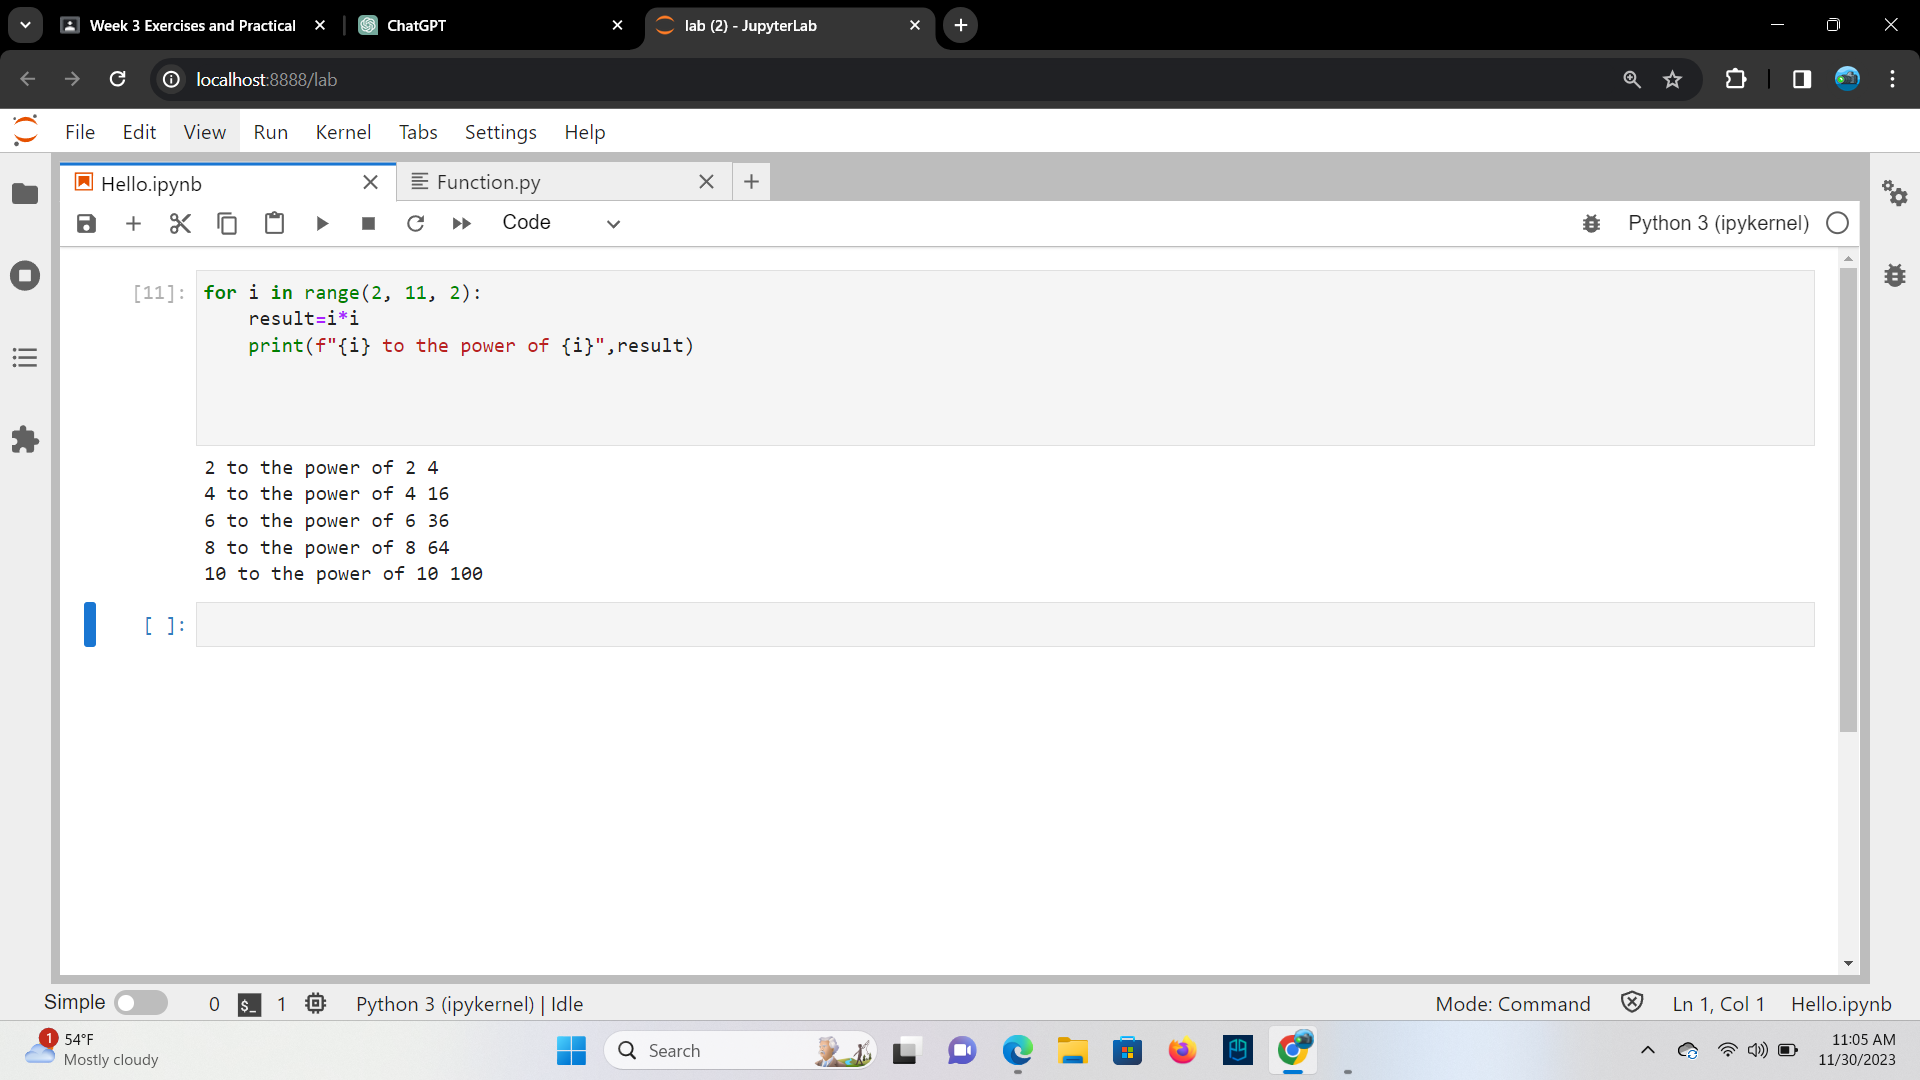 Week 3 Exercises and Practical
ChatGPT
lab (2) - JupyterLab
localhost:8888/lab
File Edit View Run Kernel Tabs Settings Help
Hello.ipynb
Function.py
Code
Python 3 (ipykernel)
[11]:
for i in range(2, 11, 2):
    result=i*i
    print(f"{i} to the power of {i}",result)
2 to the power of 2 4
4 to the power of 4 16
6 to the power of 6 36
8 to the power of 8 64
10 to the power of 10 100
[ ]:
Simple 0 $_ 1 Python 3 (ipykernel) | Idle Mode: Command Ln 1, Col 1 Hello.ipynb
1
54°F
Mostly cloudy
Search
11:05 AM
11/30/2023